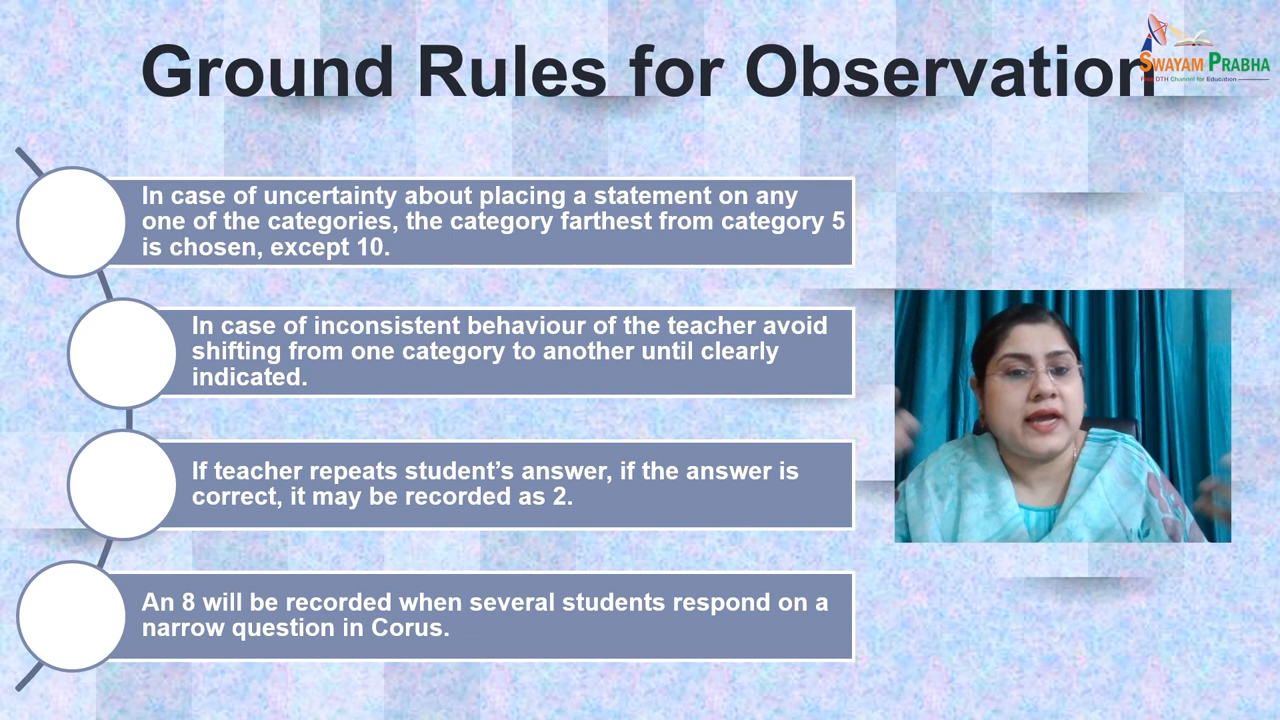 Ground Rules for Observation
SWAYAM PRABHA
DTH Channel for Education
In case of uncertainty about placing a statement on any
one of the categories, the category farthest from category 5
is chosen, except 10.
In case of inconsistent behaviour of the teacher avoid
shifting from one category to another until clearly
indicated.
If teacher repeats student’s answer, if the answer is
correct, it may be recorded as 2.
An 8 will be recorded when several students respond on a
narrow question in Corus.